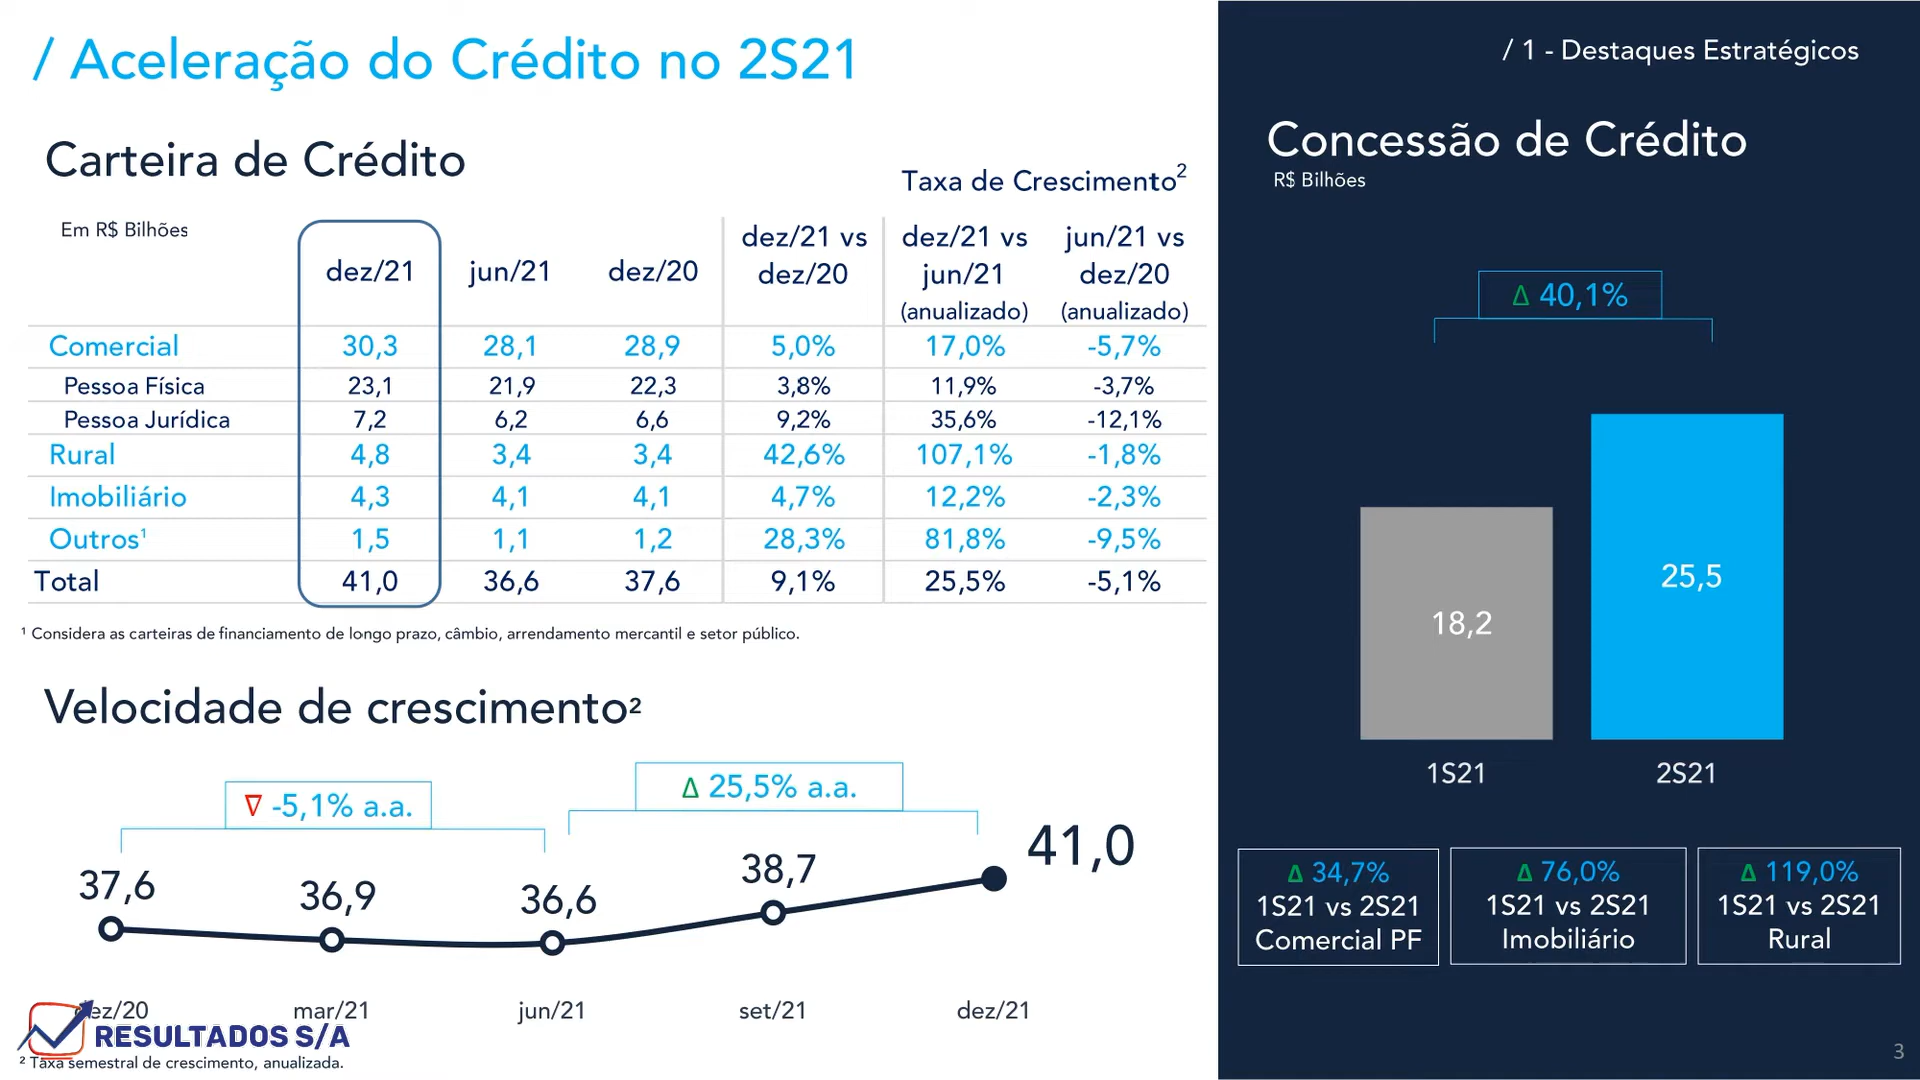 / Aceleração do Crédito no 2S21
/ 1 - Destaques Estratégicos
Carteira de Crédito
Taxa de Crescimento²
Em R$ Bilhões
dez/21 jun/21 dez/20 dez/21 vs dez/20 dez/21 vs jun/21 (anualizado) jun/21 vs dez/20 (anualizado)
Comercial 30,3 28,1 28,9 5,0% 17,0% -5,7%
Pessoa Física 23,1 21,9 22,3 3,8% 11,9% -3,7%
Pessoa Jurídica 7,2 6,2 6,6 9,2% 35,6% -12,1%
Rural 4,8 3,4 3,4 42,6% 107,1% -1,8%
Imobiliário 4,3 4,1 4,1 4,7% 12,2% -2,3%
Outros¹ 1,5 1,1 1,2 28,3% 81,8% -9,5%
Total 41,0 36,6 37,6 9,1% 25,5% -5,1%
¹ Considera as carteiras de financiamento de longo prazo, câmbio, arrendamento mercantil e setor público.
Velocidade de crescimento²
∇ -5,1% a.a.
Δ 25,5% a.a.
37,6 36,9 36,6 38,7 41,0
dez/20 mar/21 jun/21 set/21 dez/21
RESULTADOS S/A
² Taxa semestral de crescimento, anualizada.
Concessão de Crédito
R$ Bilhões
Δ 40,1%
18,2 25,5
1S21 2S21
Δ 34,7%
1S21 vs 2S21
Comercial PF
Δ 76,0%
1S21 vs 2S21
Imobiliário
Δ 119,0%
1S21 vs 2S21
Rural
3